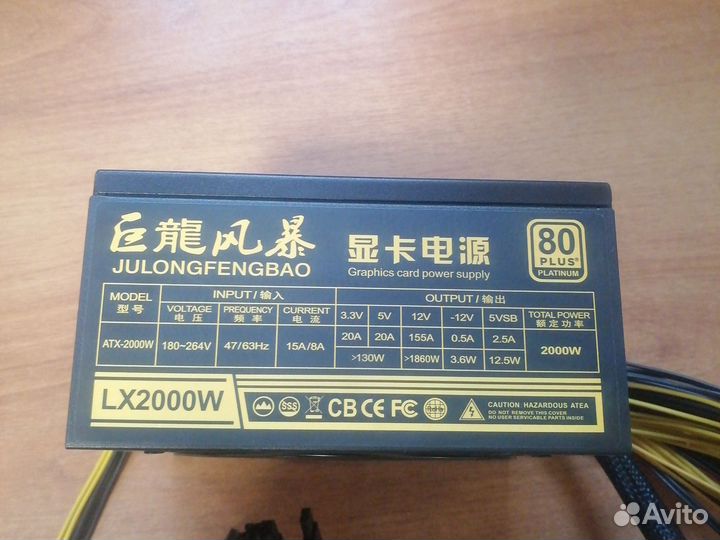 巨龍风暴
JULONGFENGBAO
显卡电源
Graphics card power supply
80
PLUS®
PLATINUM
MODEL
型号
INPUT/输入
OUTPUT/输出
TOTAL POWER
额定功率
VOLTAGE
电压
PREQUENCY
频率
CURRENT
电流
3.3V 5V 12V -12V 5VSB
ATX-2000W 180~264V 47/63Hz 15A/8A
20A 20A 155A 0.5A 2.5A
>130W >1860W 3.6W 12.5W
2000W
LX2000W
SSS
CB CE FC
CAUTION HAZARDOUS ATEA
DO NOT REMOVE THIS COVER
NO USER SERVICABLE PARTS INSIDE
Avito